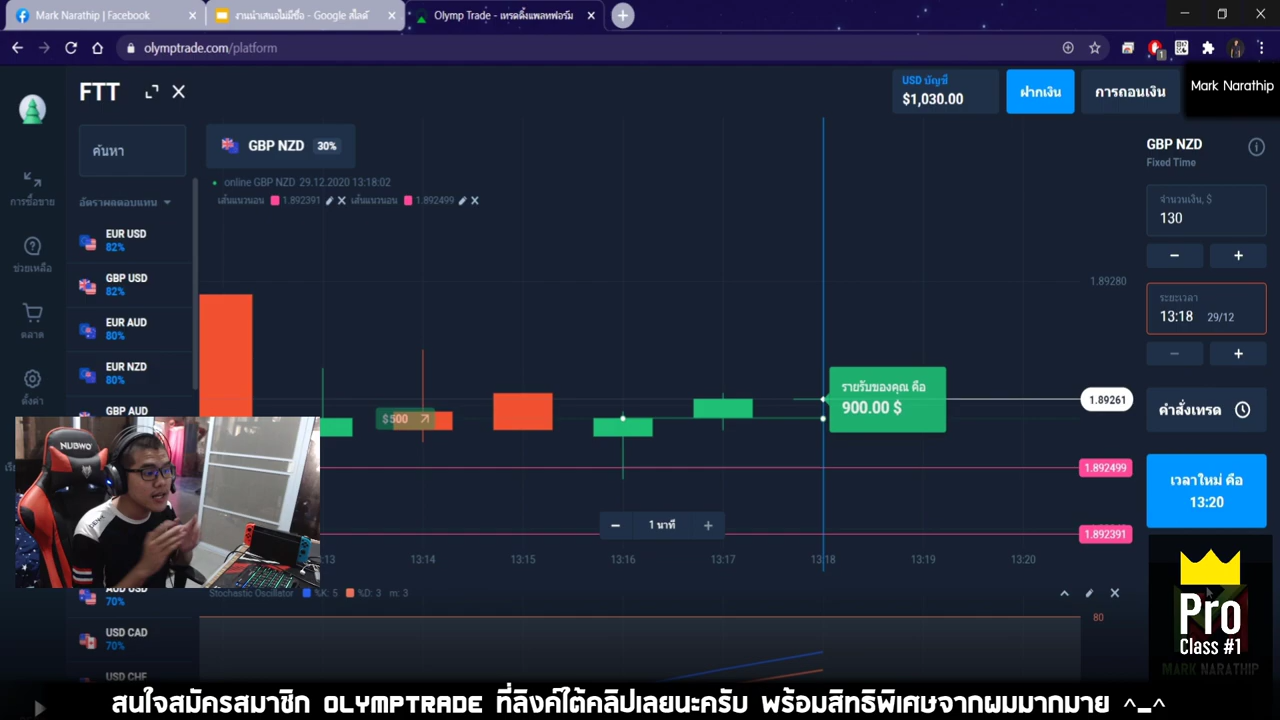 Mark Narathip | Facebook
งานนำเสนอไม่มีชื่อ - Google สไลด์
Olymp Trade - เทรดดิ้งแพลทฟอร์ม
olymptrade.com/platform
FTT
USD บัญชี
$1,030.00
ฝากเงิน
การถอนเงิน
Mark Narathip
ค้นหา
GBP NZD 30%
GBP NZD
Fixed Time
online GBP NZD 29.12.2020 13:18:02
เส้นแนวนอน 1.892391 เส้นแนวนอน 1.892499
การซื้อขาย
อัตราผลตอบแทน
จำนวนเงิน, $
130
EUR USD
82%
ช่วยเหลือ
GBP USD
82%
1.89280
ตลาด
EUR AUD
80%
ระยะเวลา
13:18 29/12
EUR NZD
80%
ตั้งค่า
รายรับของคุณ คือ
900.00 $
1.89261
GBP AUD
$500
คำสั่งเทรด
NUBWO
1.892499
เวลาใหม่ คือ
13:20
1 นาที
1.892391
:13 13:14 13:15 13:16 13:17 13:18 13:19 13:20
AUD USD
70%
Stochastic Oscillator %K: 5 %D: 3 m: 3
80
USD CAD
70%
USD CHF
Pro
Class #1
MARK NARATHIP
สนใจสมัครสมาชิก OLYMPTRADE ที่ลิงค์ใต้คลิปเลยนะครับ พร้อมสิทธิพิเศษจากผมมากมาย ^_^